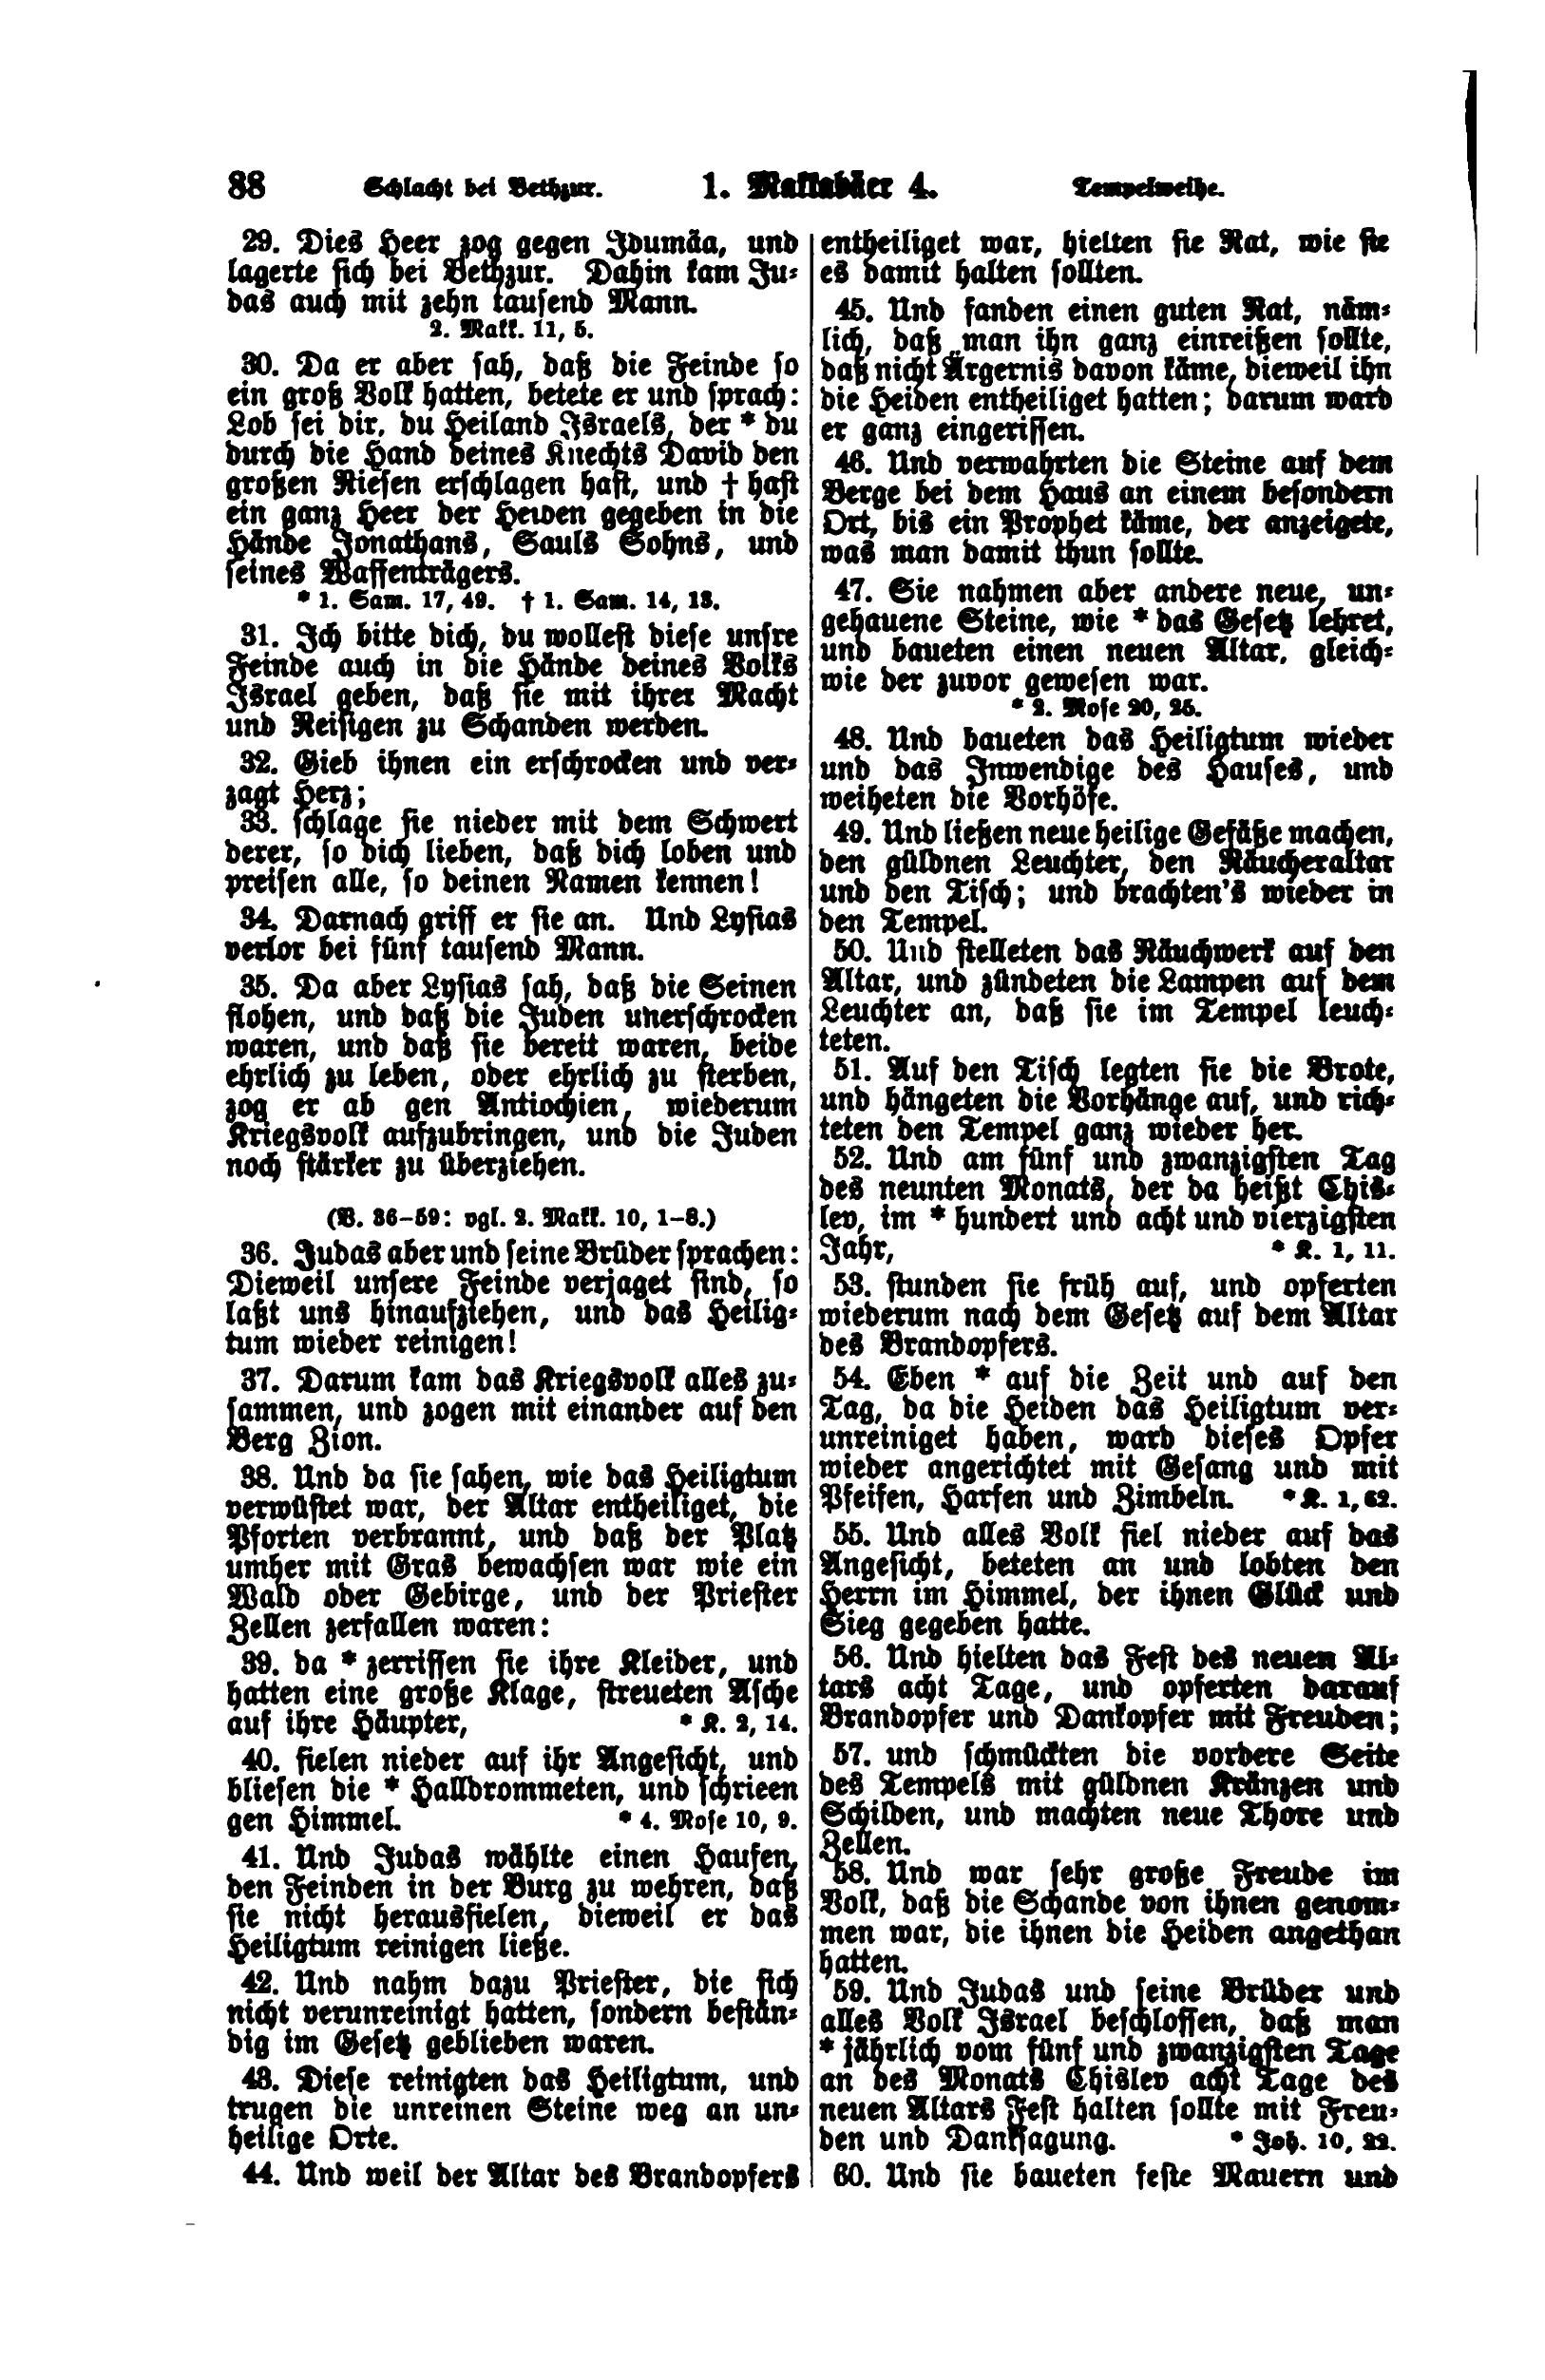 88 Schlacht bei Bethzur. 1. Makkabäer 4. Tempelweihe.
29. Dies Heer zog gegen Idumäa, und
lagerte sich bei Bethzur. Dahin kam Ju-
das auch mit zehn tausend Mann.
2. Makk. 11, 5.
30. Da er aber sah, daß die Feinde so
ein groß Volk hatten, betete er und sprach:
Lob sei dir, du Heiland Israels, der * du
durch die Hand deines Knechts David den
großen Riesen erschlagen hast, und † hast
ein ganz Heer der Heiden gegeben in die
Hände Jonathans, Sauls Sohns, und
seines Waffenträgers.
* 1. Sam. 17, 49. † 1. Sam. 14, 13.
31. Ich bitte dich, du wollest diese unsre
Feinde auch in die Hände deines Volks
Israel geben, daß sie mit ihrer Macht
und Reisigen zu Schanden werden.
32. Gieb ihnen ein erschrocken und ver-
zagt Herz;
33. schlage sie nieder mit dem Schwert
derer, so dich lieben, daß dich loben und
preisen alle, so deinen Namen kennen!
34. Darnach griff er sie an. Und Lysias
verlor bei fünf tausend Mann.
35. Da aber Lysias sah, daß die Seinen
flohen, und daß die Juden unerschrocken
waren, und daß sie bereit waren, beide
ehrlich zu leben, oder ehrlich zu sterben,
zog er ab gen Antiochien, wiederum
Kriegsvolk aufzubringen, und die Juden
noch stärker zu überziehen.
(V. 36-59: vgl. 2. Makk. 10, 1-8.)
36. Judas aber und seine Brüder sprachen:
Dieweil unsere Feinde verjaget sind, so
laßt uns hinaufziehen, und das Heilig-
tum wieder reinigen!
37. Darum kam das Kriegsvolk alles zu-
sammen, und zogen mit einander auf den
Berg Zion.
38. Und da sie sahen, wie das Heiligtum
verwüstet war, der Altar entheiliget, die
Pforten verbrannt, und daß der Platz
umher mit Gras bewachsen war wie ein
Wald oder Gebirge, und der Priester
Zellen zerfallen waren:
39. da * zerrissen sie ihre Kleider, und
hatten eine große Klage, streueten Asche
auf ihre Häupter, * K. 2, 14.
40. fielen nieder auf ihr Angesicht, und
bliesen die * Halldrommeten, und schrieen
gen Himmel. * 4. Mose 10, 9.
41. Und Judas wählte einen Haufen,
den Feinden in der Burg zu wehren, daß
sie nicht herausfielen, dieweil er das
Heiligtum reinigen ließe.
42. Und nahm dazu Priester, die sich
nicht verunreinigt hatten, sondern bestän-
dig im Gesetz geblieben waren.
43. Diese reinigten das Heiligtum, und
trugen die unreinen Steine weg an un-
heilige Orte.
44. Und weil der Altar des Brandopfers
entheiliget war, hielten sie Rat, wie sie
es damit halten sollten.
45. Und fanden einen guten Rat, näm-
lich, daß man ihn ganz einreißen sollte,
daß nicht Ärgernis davon käme, dieweil ihn
die Heiden entheiliget hatten; darum ward
er ganz eingerissen.
46. Und verwahrten die Steine auf dem
Berge bei dem Haus an einem besondern
Ort, bis ein Prophet käme, der anzeigete,
was man damit thun sollte.
47. Sie nahmen aber andere neue, un-
gehauene Steine, wie * das Gesetz lehret,
und baueten einen neuen Altar, gleich-
wie der zuvor gewesen war.
* 2. Mose 20, 25.
48. Und baueten das Heiligtum wieder
und das Inwendige des Hauses, und
weiheten die Vorhöfe.
49. Und ließen neue heilige Gefäße machen,
den güldnen Leuchter, den Räucheraltar
und den Tisch; und brachten's wieder in
den Tempel.
50. Und stelleten das Räuchwerk auf den
Altar, und zündeten die Lampen auf dem
Leuchter an, daß sie im Tempel leuch-
teten.
51. Auf den Tisch legten sie die Brote,
und hängeten die Vorhänge auf, und rich-
teten den Tempel ganz wieder her.
52. Und am fünf und zwanzigsten Tag
des neunten Monats, der da heißt Chis-
lev, im * hundert und acht und vierzigsten
Jahr, * K. 1, 11.
53. stunden sie früh auf, und opferten
wiederum nach dem Gesetz auf dem Altar
des Brandopfers.
54. Eben * auf die Zeit und auf den
Tag, da die Heiden das Heiligtum ver-
unreiniget haben, ward dieses Opfer
wieder angerichtet mit Gesang und mit
Pfeifen, Harfen und Zimbeln. * K. 1, 62.
55. Und alles Volk fiel nieder auf das
Angesicht, beteten an und lobten den
Herrn im Himmel, der ihnen Glück und
Sieg gegeben hatte.
56. Und hielten das Fest des neuen Al-
tars acht Tage, und opferten darauf
Brandopfer und Dankopfer mit Freuden;
57. und schmückten die vordere Seite
des Tempels mit güldnen Kränzen und
Schilden, und machten neue Thore und
Zellen.
58. Und war sehr große Freude im
Volk, daß die Schande von ihnen genom-
men war, die ihnen die Heiden angethan
hatten.
59. Und Judas und seine Brüder und
alles Volk Israel beschlossen, daß man
* jährlich vom fünf und zwanzigsten Tage
an des Monats Chislev acht Tage des
neuen Altars Fest halten sollte mit Freu-
den und Danksagung. * Joh. 10, 22.
60. Und sie baueten feste Mauern und